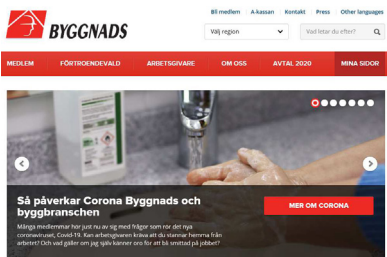 Bli medlem A-kassan Kontakt Press Other languages
BYGGNADS
Välj region
Vad letar du efter?
MEDLEM FÖRTROENDEVALD ARBETSGIVARE OM OSS AVTAL 2020 MINA SIDOR
Så påverkar Corona Byggnads och
byggbranschen
Många medlemmar hör just nu av sig med frågor som rör det nya
coronaviruset, Covid-19. Kan arbetsgivaren kräva att du stannar hemma från
arbetet? Och vad gäller om jag själv känner oro för att bli smittad på jobbet?
MER OM CORONA